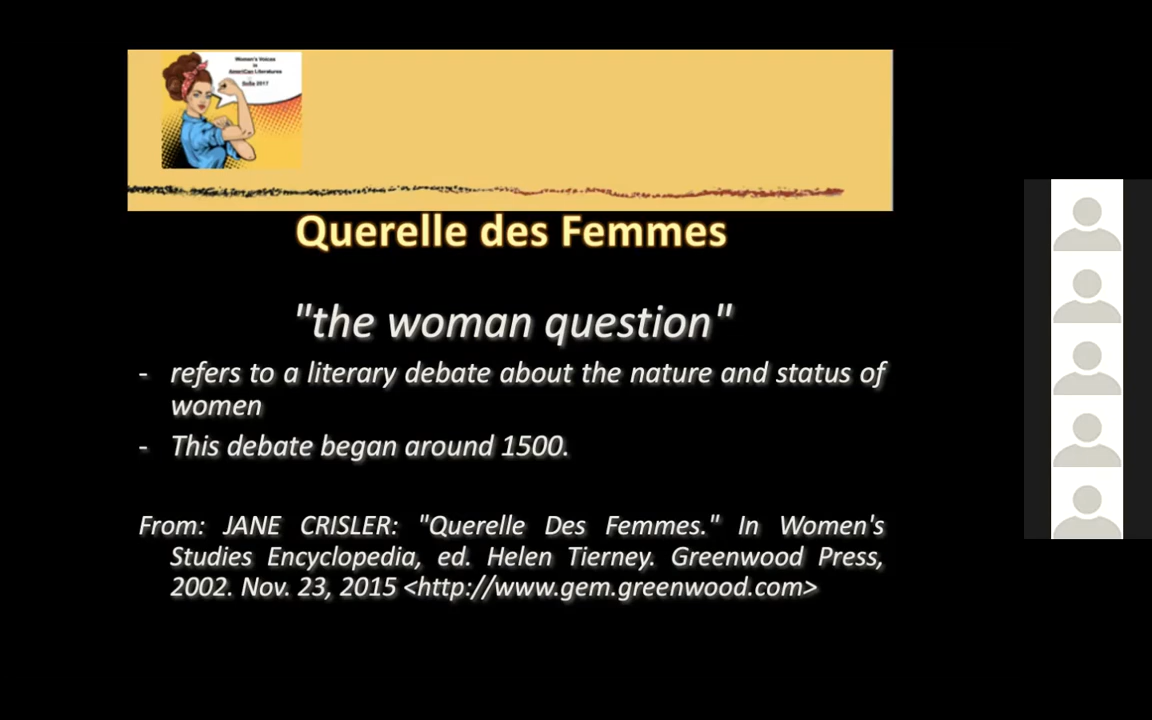 Women's Voices
in
American Literatures
Sofia 2017
Querelle des Femmes
"the woman question"
- refers to a literary debate about the nature and status of
women
- This debate began around 1500.
From: JANE CRISLER: "Querelle Des Femmes." In Women's
Studies Encyclopedia, ed. Helen Tierney. Greenwood Press,
2002. Nov. 23, 2015 <http://www.gem.greenwood.com>